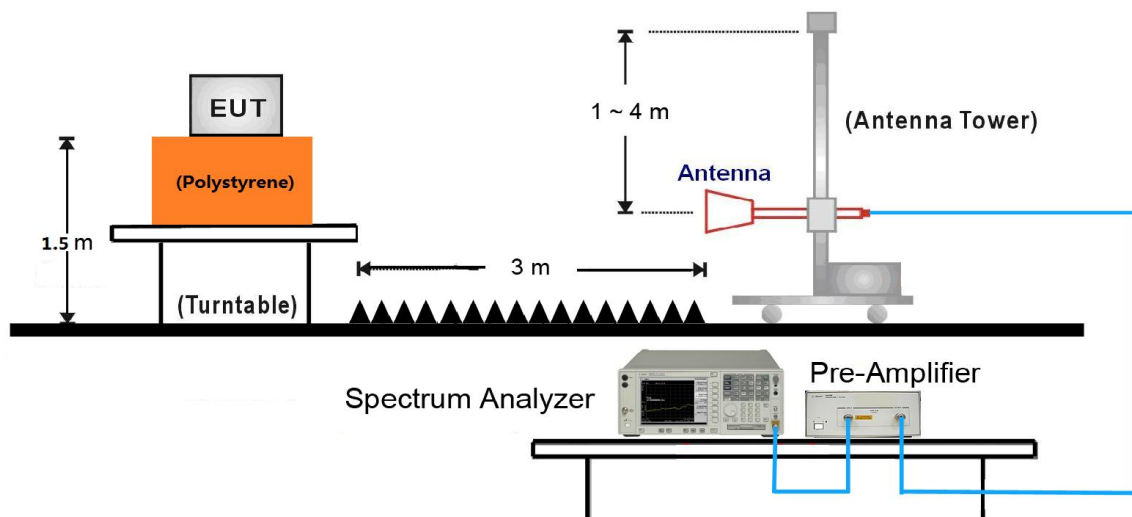 EUT
(Polystyrene)
1.5 m
(Turntable)
3 m
1 ~ 4 m
Antenna
(Antenna Tower)
Spectrum Analyzer
Pre-Amplifier